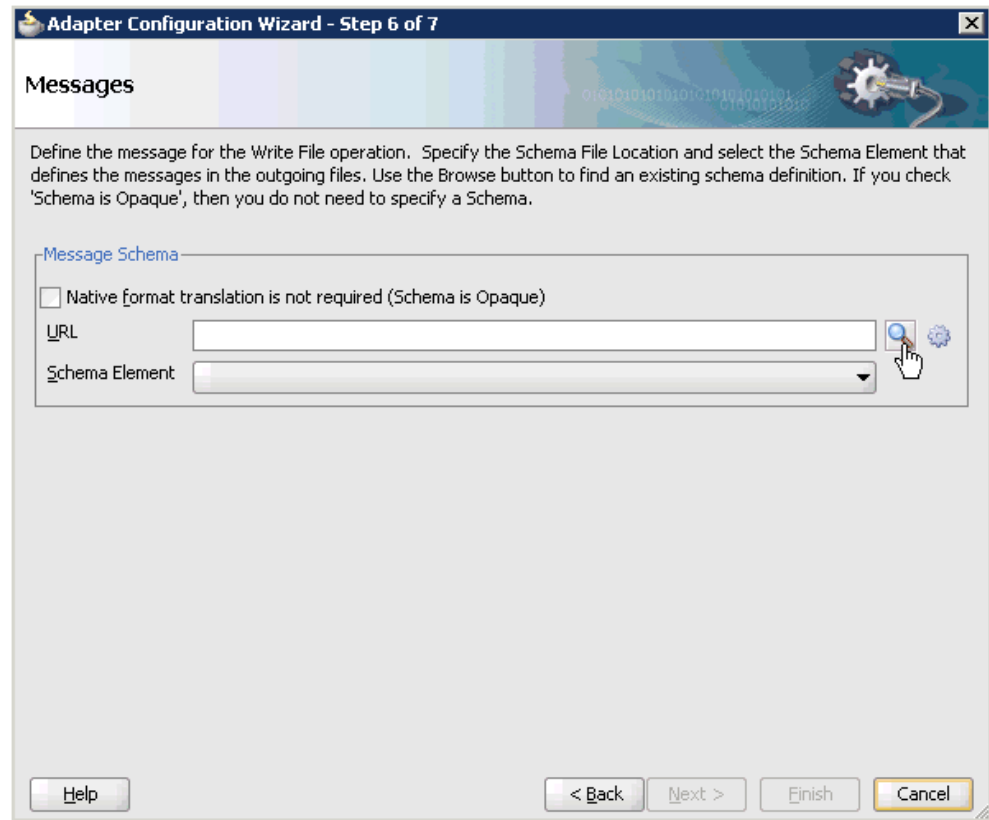 Adapter Configuration Wizard - Step 6 of 7
Messages
Define the message for the Write File operation.  Specify the Schema File Location and select the Schema Element that
defines the messages in the outgoing files. Use the Browse button to find an existing schema definition. If you check
'Schema is Opaque', then you do not need to specify a Schema.
Message Schema
Native format translation is not required (Schema is Opaque)
URL
Schema Element
Help
< Back
Next >
Finish
Cancel